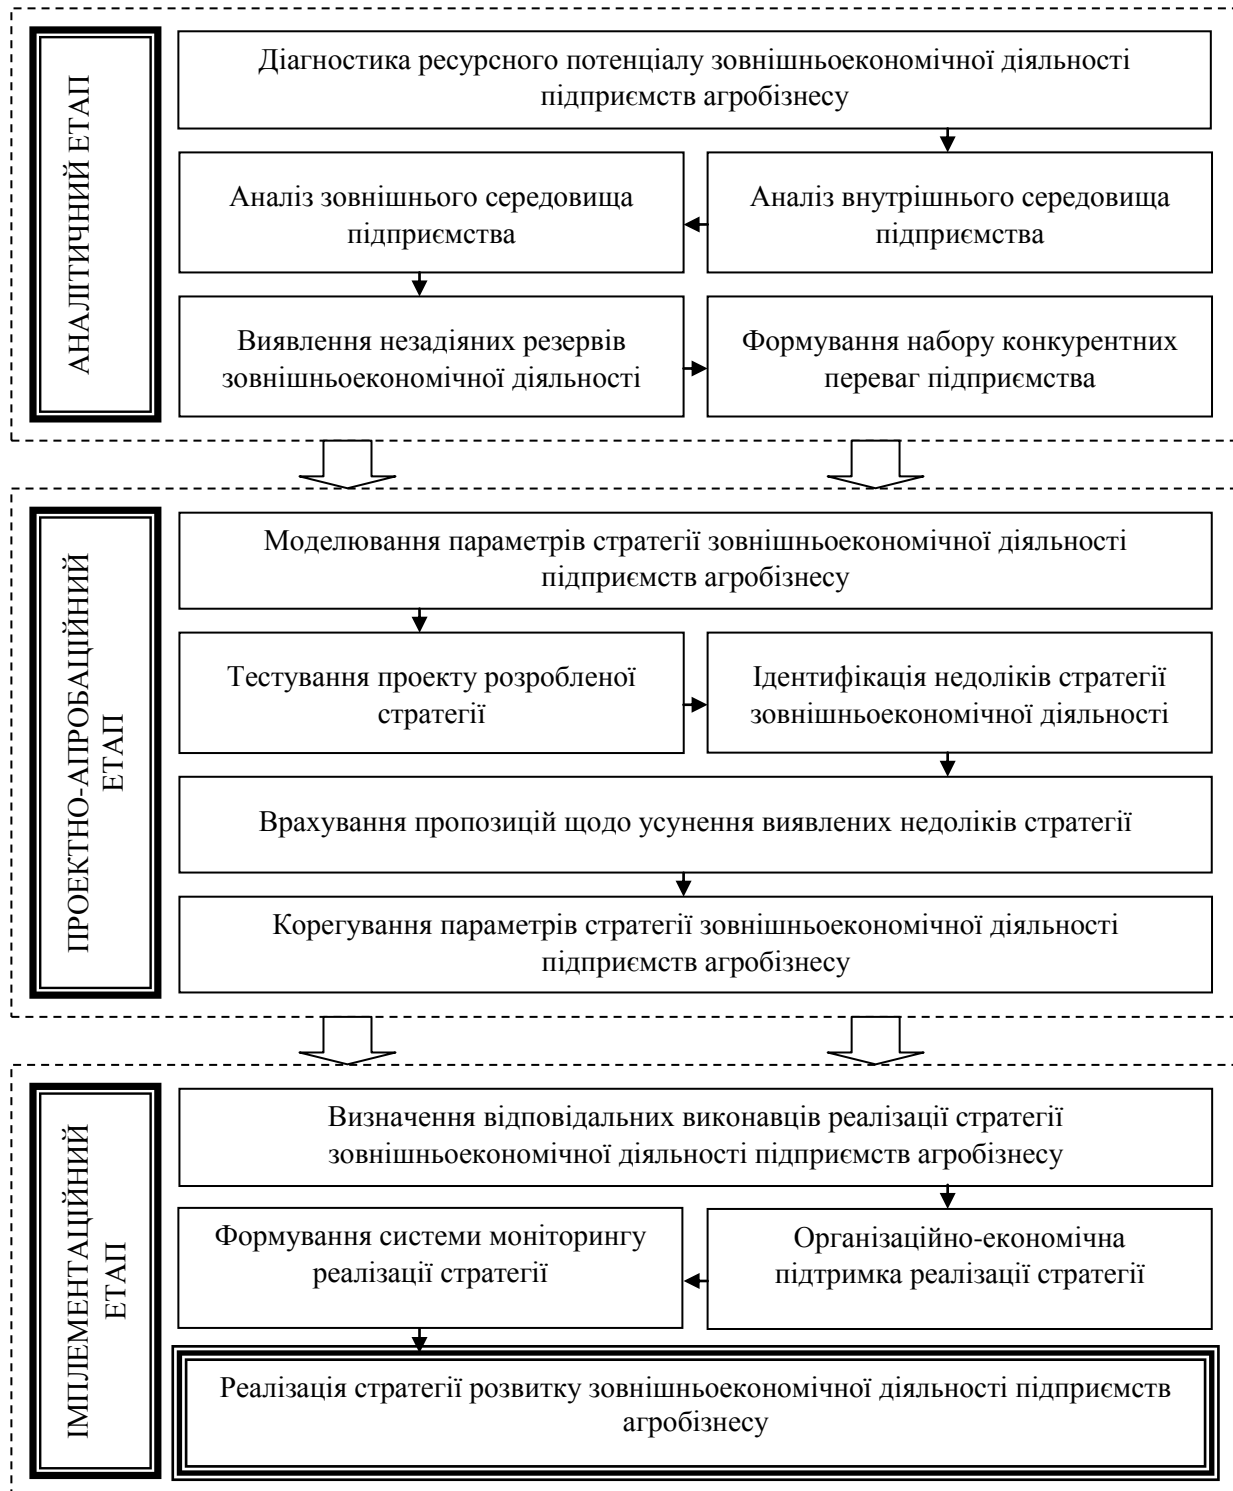 АНАЛІТИЧНИЙ ЕТАП
Діагностика ресурсного потенціалу зовнішньоекономічної діяльності
підприємств агробізнесу
Аналіз зовнішнього середовища
підприємства
Аналіз внутрішнього середовища
підприємства
Виявлення незадіяних резервів
зовнішньоекономічної діяльності
Формування набору конкурентних
переваг підприємства
ПРОЕКТНО-АПРОБАЦІЙНИЙ
ЕТАП
Моделювання параметрів стратегії зовнішньоекономічної діяльності
підприємств агробізнесу
Тестування проекту розробленої
стратегії
Ідентифікація недоліків стратегії
зовнішньоекономічної діяльності
Врахування пропозицій щодо усунення виявлених недоліків стратегії
Корегування параметрів стратегії зовнішньоекономічної діяльності
підприємств агробізнесу
ІМПЛЕМЕНТАЦІЙНИЙ
ЕТАП
Визначення відповідальних виконавців реалізації стратегії
зовнішньоекономічної діяльності підприємств агробізнесу
Формування системи моніторингу
реалізації стратегії
Організаційно-економічна
підтримка реалізації стратегії
Реалізація стратегії розвитку зовнішньоекономічної діяльності підприємств
агробізнесу